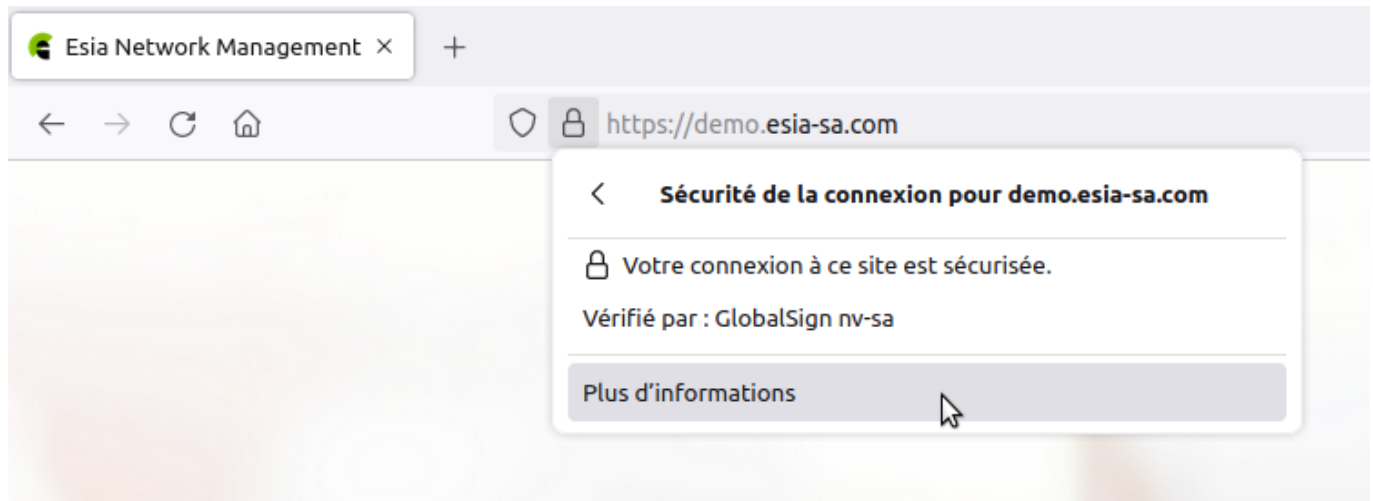 Esia Network Management
https://demo.esia-sa.com
Sécurité de la connexion pour demo.esia-sa.com
Votre connexion à ce site est sécurisée.
Vérifié par : GlobalSign nv-sa
Plus d’informations